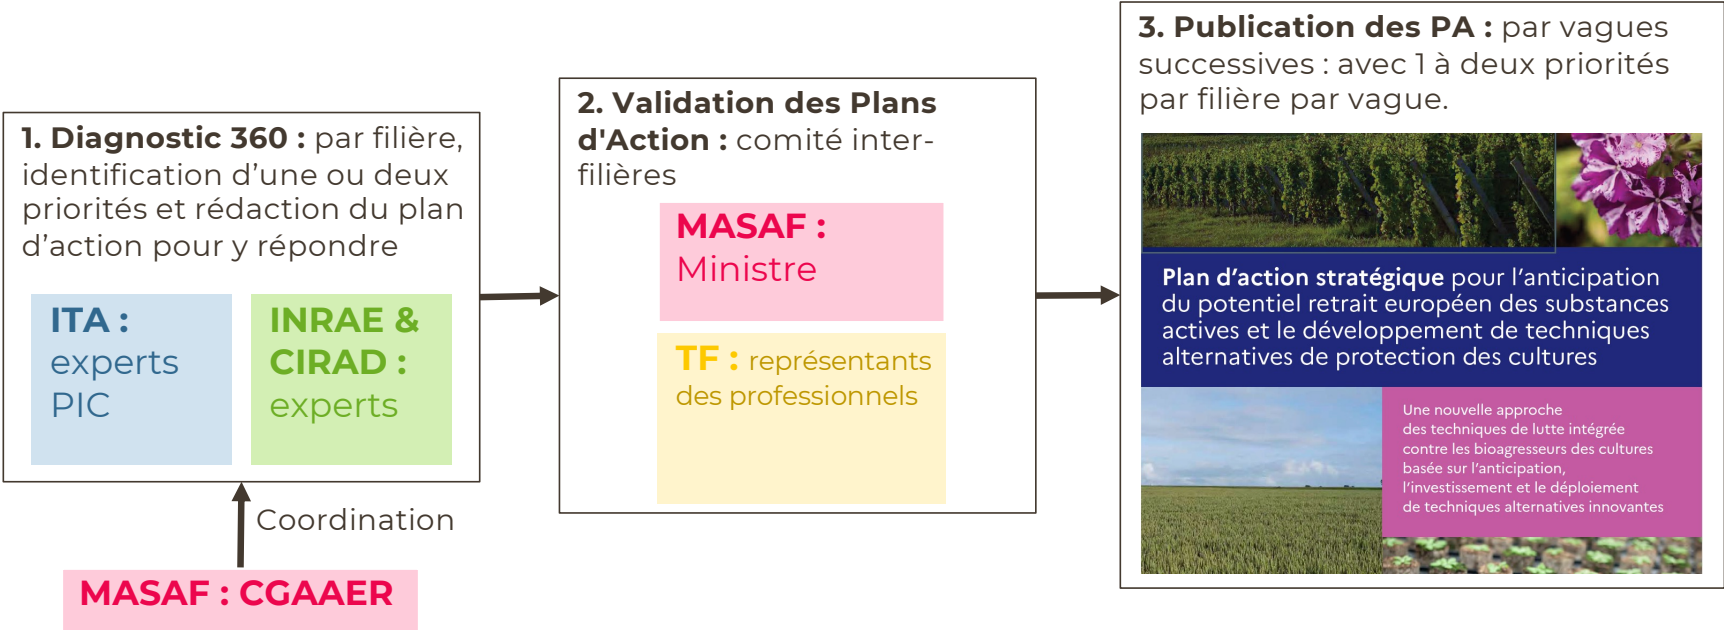 1. Diagnostic 360 : par filière,
identification d’une ou deux
priorités et rédaction du plan
d’action pour y répondre
ITA :
experts
PIC
INRAE &
CIRAD :
experts
Coordination
MASAF : CGAAER
2. Validation des Plans
d'Action : comité inter-
filières
MASAF :
Ministre
TF : représentants
des professionnels
3. Publication des PA : par vagues
successives : avec 1 à deux priorités
par filière par vague.
Plan d’action stratégique pour l’anticipation
du potentiel retrait européen des substances
actives et le développement de techniques
alternatives de protection des cultures
Une nouvelle approche
des techniques de lutte intégrée
contre les bioagresseurs des cultures
basée sur l’anticipation,
l’investissement et le déploiement
de techniques alternatives innovantes